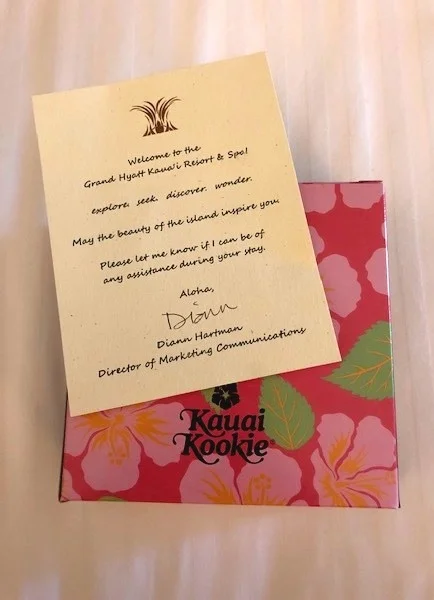 Welcome to the
Grand Hyatt Kaua'i Resort & Spa!
explore. seek. discover. wonder.
May the beauty of the island inspire you.
Please let me know if I can be of
any assistance during your stay.
Aloha,
Diann
Diann Hartman
Director of Marketing Communications
Kauai
Kookie®